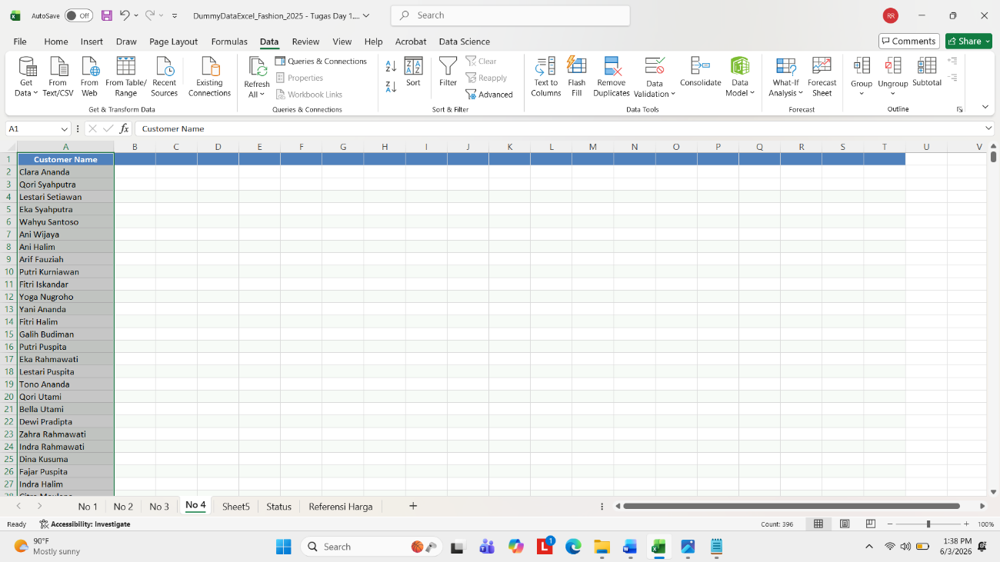 AutoSave Off DummyDataExcel_Fashion_2025 - Tugas Day 1.... Search RR
File Home Insert Draw Page Layout Formulas Data Review View Help Acrobat Data Science Comments Share
Get Data
From Text/CSV
From Web
From Table/ Range
Recent Sources
Existing Connections
Get & Transform Data
Refresh All
Queries & Connections
Properties
Workbook Links
Queries & Connections
Sort
Filter
Clear
Reapply
Advanced
Sort & Filter
Text to Columns
Flash Fill
Remove Duplicates
Data Validation
Consolidate
Data Model
Data Tools
What-If Analysis
Forecast Sheet
Forecast
Group
Ungroup
Subtotal
Outline
A1 fx Customer Name
A B C D E F G H I J K L M N O P Q R S T U V
1 Customer Name
2 Clara Ananda
3 Qori Syahputra
4 Lestari Setiawan
5 Eka Syahputra
6 Wahyu Santoso
7 Ani Wijaya
8 Ani Halim
9 Arif Fauziah
10 Putri Kurniawan
11 Fitri Iskandar
12 Yoga Nugroho
13 Yani Ananda
14 Fitri Halim
15 Galih Budiman
16 Putri Puspita
17 Eka Rahmawati
18 Lestari Puspita
19 Tono Ananda
20 Qori Utami
21 Bella Utami
22 Dewi Pradipta
23 Zahra Rahmawati
24 Indra Rahmawati
25 Dina Kusuma
26 Fajar Puspita
27 Indra Halim
No 1 No 2 No 3 No 4 Sheet5 Status Referensi Harga
Ready Accessibility: Investigate Count: 396 100%
90°F
Mostly sunny
Search
1
1:38 PM
6/3/2026